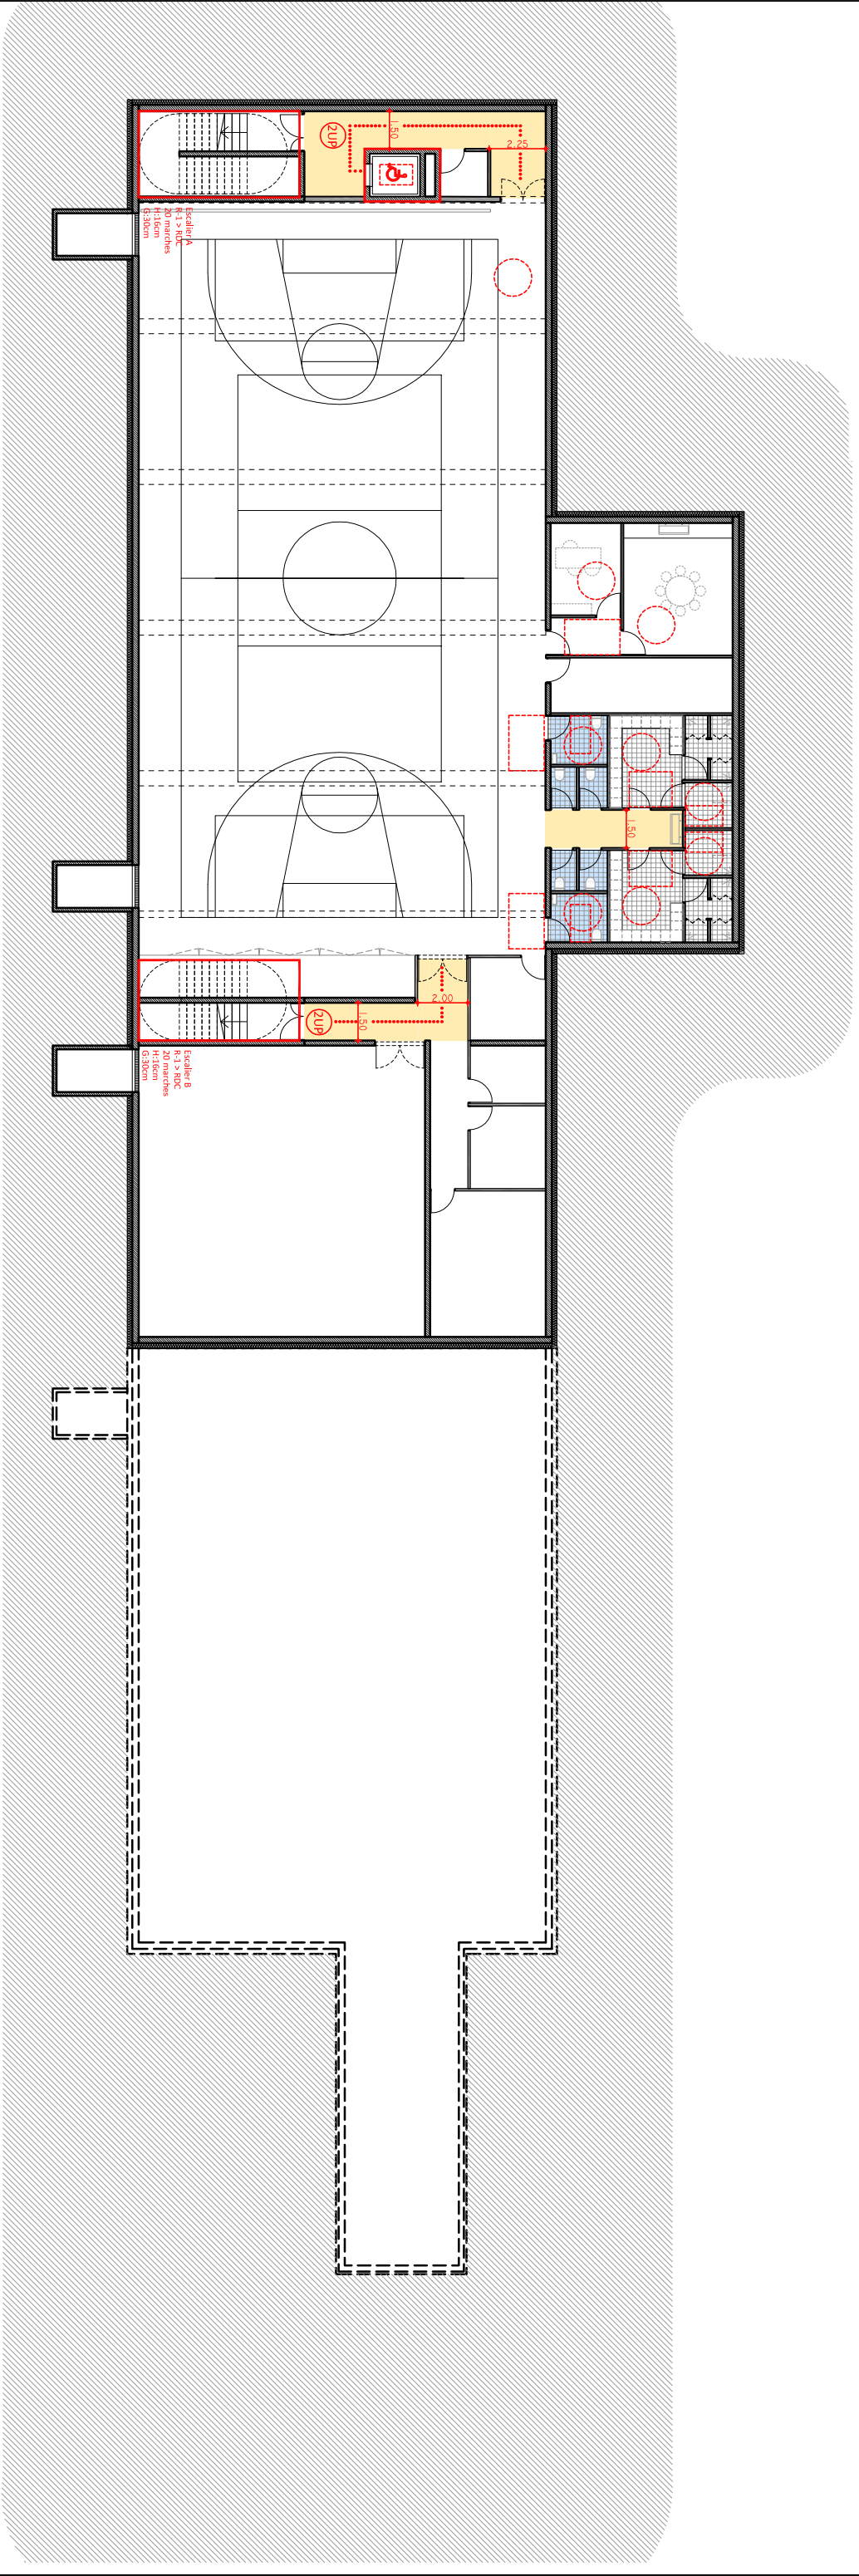 2UP
1.50
2.25
Escalier A
R-1 > RDC
20 marches
H:16cm
G:30cm
1.50
2.00
2UP
1.50
Escalier B
R-1 > RDC
20 marches
H:16cm
G:30cm